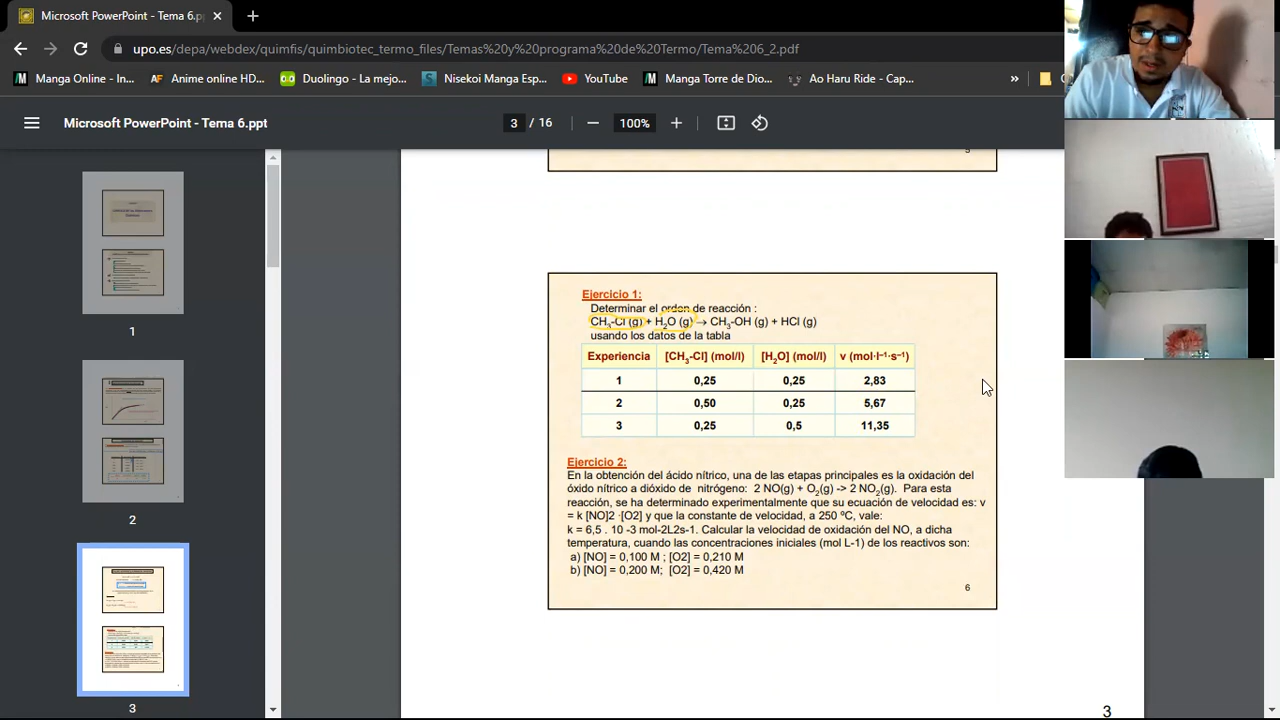 Microsoft PowerPoint - Tema 6.pp
upo.es/depa/webdex/quimfis/quimbiotec_termo_files/Temas%20y%20programa%20de%20Termo/Tema%206_2.pdf
Manga Online - In... Anime online HD... Duolingo - La mejo... Nisekoi Manga Esp... YouTube Manga Torre de Dio... Ao Haru Ride - Cap... »
Microsoft PowerPoint - Tema 6.ppt 3 / 16 100%
1
2
3
5
Ejercicio 1:
Determinar el orden de reacción :
CH3-Cl (g) + H2O (g) → CH3-OH (g) + HCl (g)
usando los datos de la tabla
Experiencia [CH3-Cl] (mol/l) [H2O] (mol/l) v (mol·l–1·s–1)
1 0,25 0,25 2,83
2 0,50 0,25 5,67
3 0,25 0,5 11,35
Ejercicio 2:
En la obtención del ácido nítrico, una de las etapas principales es la oxidación del
óxido nítrico a dióxido de nitrógeno: 2 NO(g) + O2(g) -> 2 NO2(g). Para esta
reacción, se ha determinado experimentalmente que su ecuación de velocidad es: v
= k [NO]2 ·[O2] y que la constante de velocidad, a 250 ºC, vale:
k = 6,5 . 10 -3 mol-2L2s-1. Calcular la velocidad de oxidación del NO, a dicha
temperatura, cuando las concentraciones iniciales (mol L-1) de los reactivos son:
a) [NO] = 0,100 M ; [O2] = 0,210 M
b) [NO] = 0,200 M; [O2] = 0,420 M
6
3